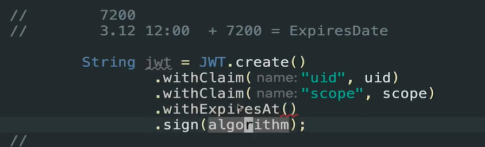 // 7200
// 3.12 12:00 + 7200 = ExpiresDate
String jwt = JWT.create()
.withClaim( name: "uid", uid)
.withClaim( name: "scope", scope)
.withExpiresAt()
.sign(algorithm);
//